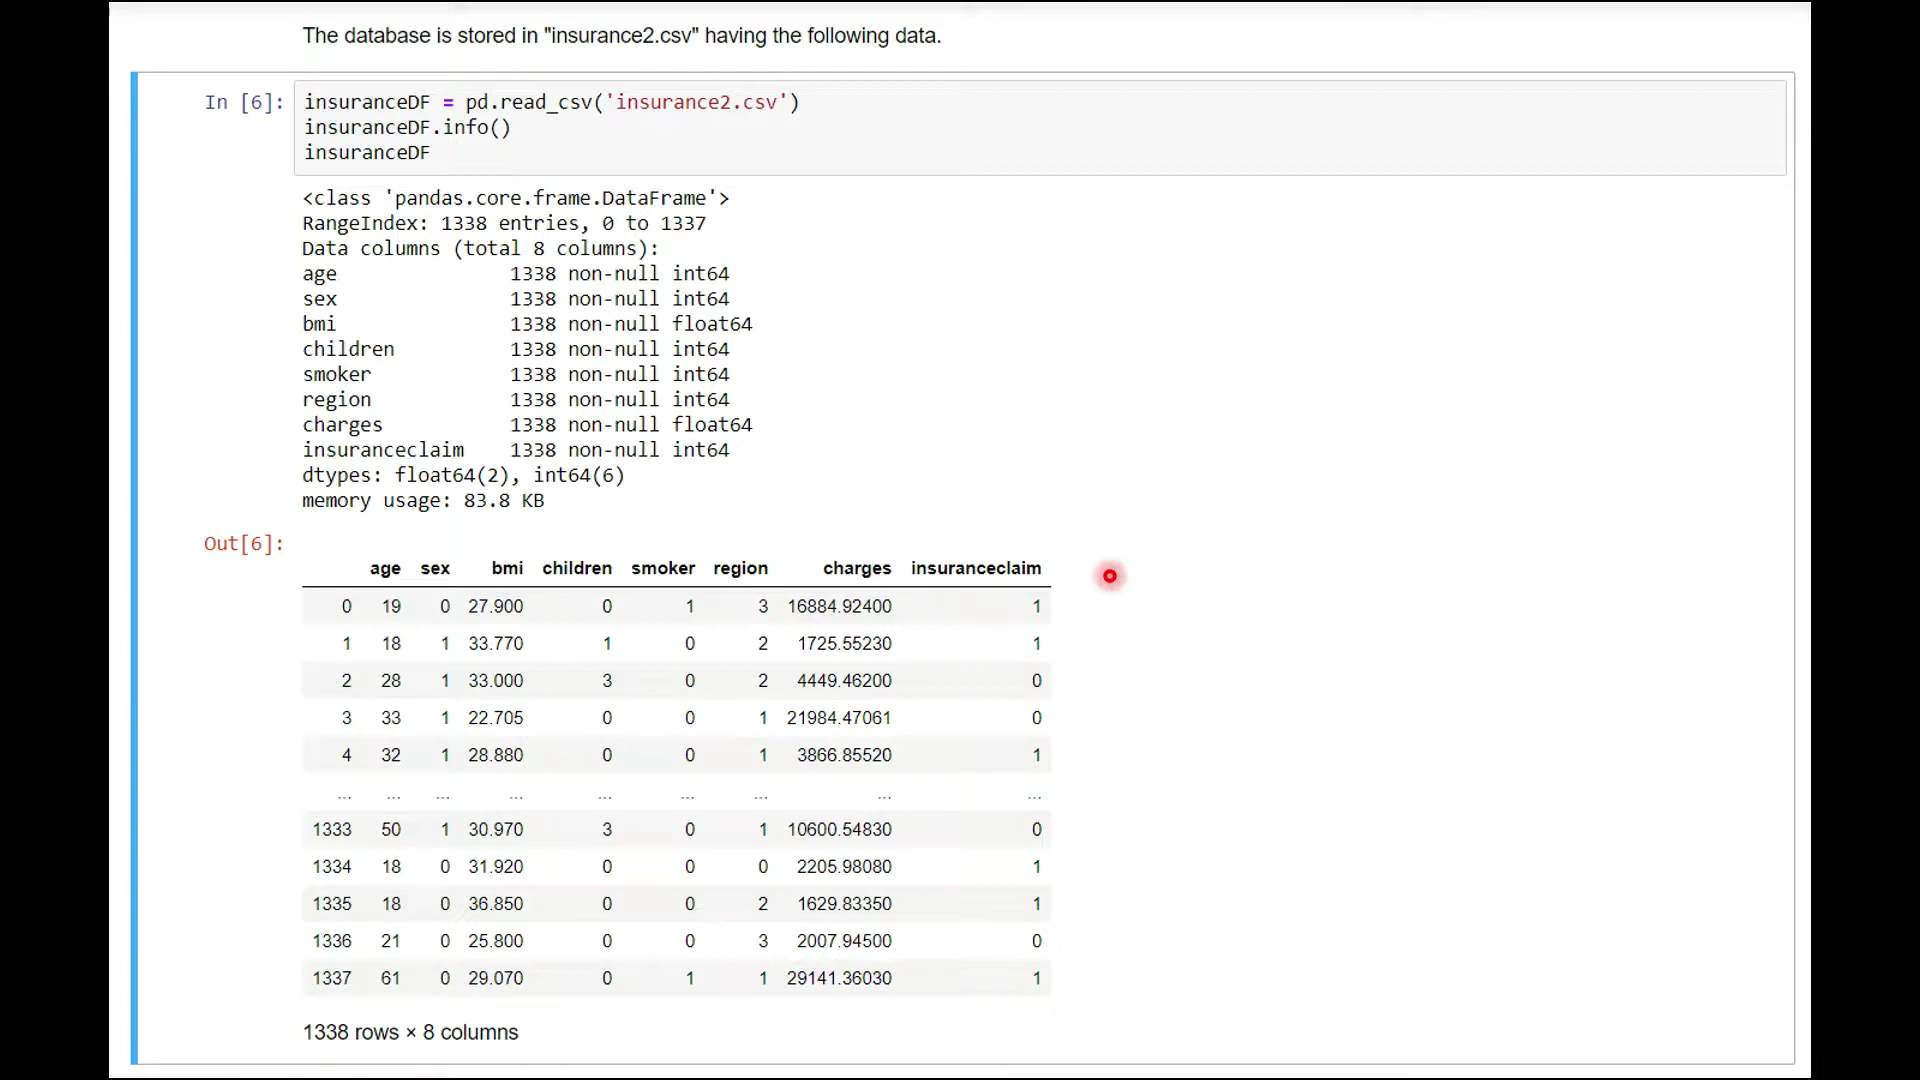 The database is stored in "insurance2.csv" having the following data.
In [6]: insuranceDF = pd.read_csv('insurance2.csv')
insuranceDF.info()
insuranceDF
<class 'pandas.core.frame.DataFrame'>
RangeIndex: 1338 entries, 0 to 1337
Data columns (total 8 columns):
age 1338 non-null int64
sex 1338 non-null int64
bmi 1338 non-null float64
children 1338 non-null int64
smoker 1338 non-null int64
region 1338 non-null int64
charges 1338 non-null float64
insuranceclaim 1338 non-null int64
dtypes: float64(2), int64(6)
memory usage: 83.8 KB
Out[6]:
age sex bmi children smoker region charges insuranceclaim
0 19 0 27.900 0 1 3 16884.92400 1
1 18 1 33.770 1 0 2 1725.55230 1
2 28 1 33.000 3 0 2 4449.46200 0
3 33 1 22.705 0 0 1 21984.47061 0
4 32 1 28.880 0 0 1 3866.85520 1
... ... ... ... ... ... ... ... ...
1333 50 1 30.970 3 0 1 10600.54830 0
1334 18 0 31.920 0 0 0 2205.98080 1
1335 18 0 36.850 0 0 2 1629.83350 1
1336 21 0 25.800 0 0 3 2007.94500 0
1337 61 0 29.070 0 1 1 29141.36030 1
1338 rows × 8 columns